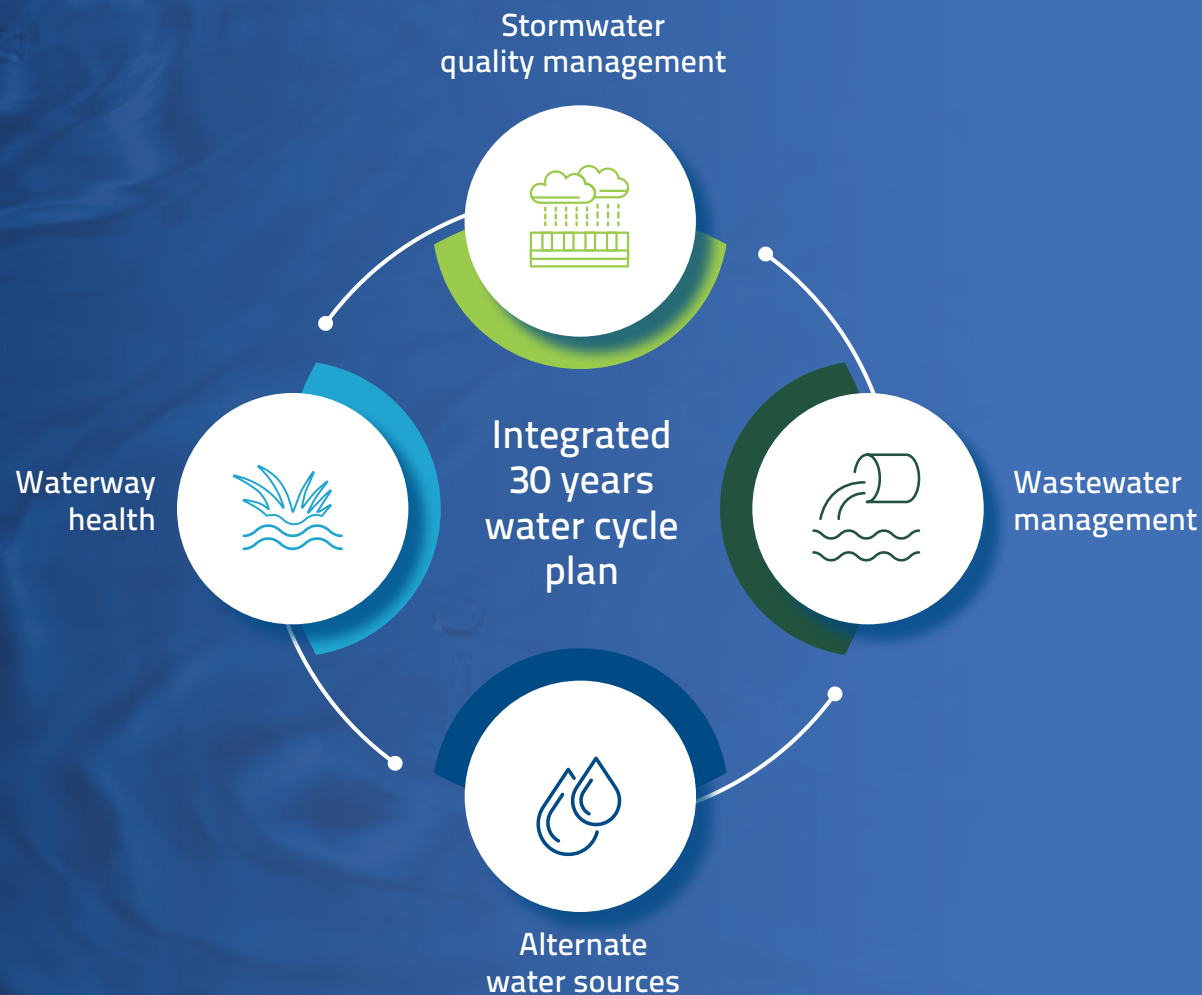 Stormwater
quality management
Integrated
30 years
water cycle
plan
Waterway
health
Wastewater
management
Alternate
water sources